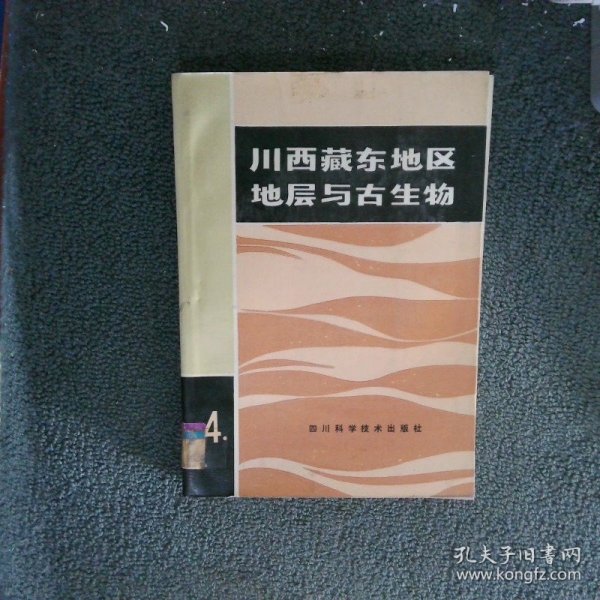 川西藏东地区
地层与古生物
4.
四川科学技术出版社
孔夫子旧书网
www.kongfz.com